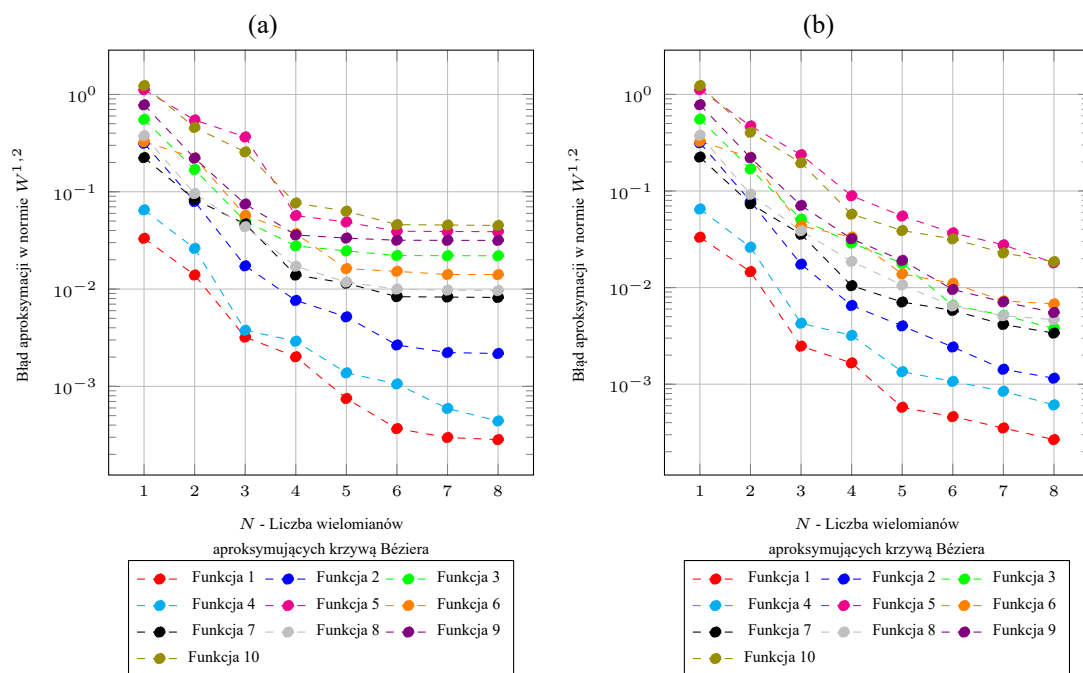 (a)
10^0
10^−1
10^−2
10^−3
Błąd aproksymacji w normie W^{1,2}
1 2 3 4 5 6 7 8
N - Liczba wielomianów
aproksymujących krzywą Béziera
Funkcja 1 Funkcja 2 Funkcja 3
Funkcja 4 Funkcja 5 Funkcja 6
Funkcja 7 Funkcja 8 Funkcja 9
Funkcja 10
(b)
10^0
10^−1
10^−2
10^−3
Błąd aproksymacji w normie W^{1,2}
1 2 3 4 5 6 7 8
N - Liczba wielomianów
aproksymujących krzywą Béziera
Funkcja 1 Funkcja 2 Funkcja 3
Funkcja 4 Funkcja 5 Funkcja 6
Funkcja 7 Funkcja 8 Funkcja 9
Funkcja 10